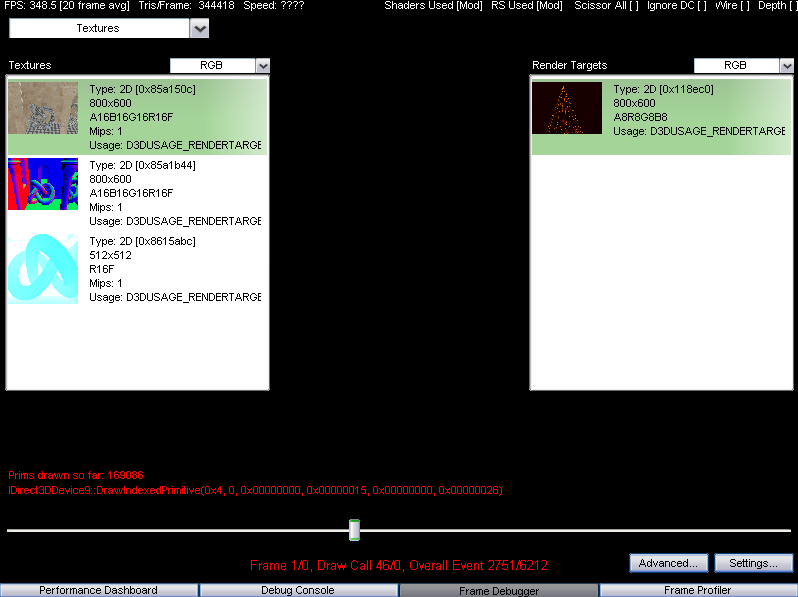 FPS: 348.5 [20 frame avg] Tris/Frame: 344418 Speed: ????
Shaders Used [Mod] RS Used [Mod] Scissor All [ ] Ignore DC [ ] Wire [ ] Depth [ ]
Textures
Textures
RGB
Render Targets
RGB
Type: 2D [0x85a150c]
800x600
A16B16G16R16F
Mips: 1
Usage: D3DUSAGE_RENDERTARGE
Type: 2D [0x85a1b44]
800x600
A16B16G16R16F
Mips: 1
Usage: D3DUSAGE_RENDERTARGE
Type: 2D [0x8615abc]
512x512
R16F
Mips: 1
Usage: D3DUSAGE_RENDERTARGE
Type: 2D [0x118ec0]
800x600
A8R8G8B8
Usage: D3DUSAGE_RENDERTARGE
Prims drawn so far: 169086
IDirect3DDevice9::DrawIndexedPrimitive(0x4, 0, 0x00000000, 0x00000015, 0x00000000, 0x00000026)
Frame 1/0, Draw Call 46/0, Overall Event 2751/6212
Advanced...
Settings...
Performance Dashboard
Debug Console
Frame Debugger
Frame Profiler